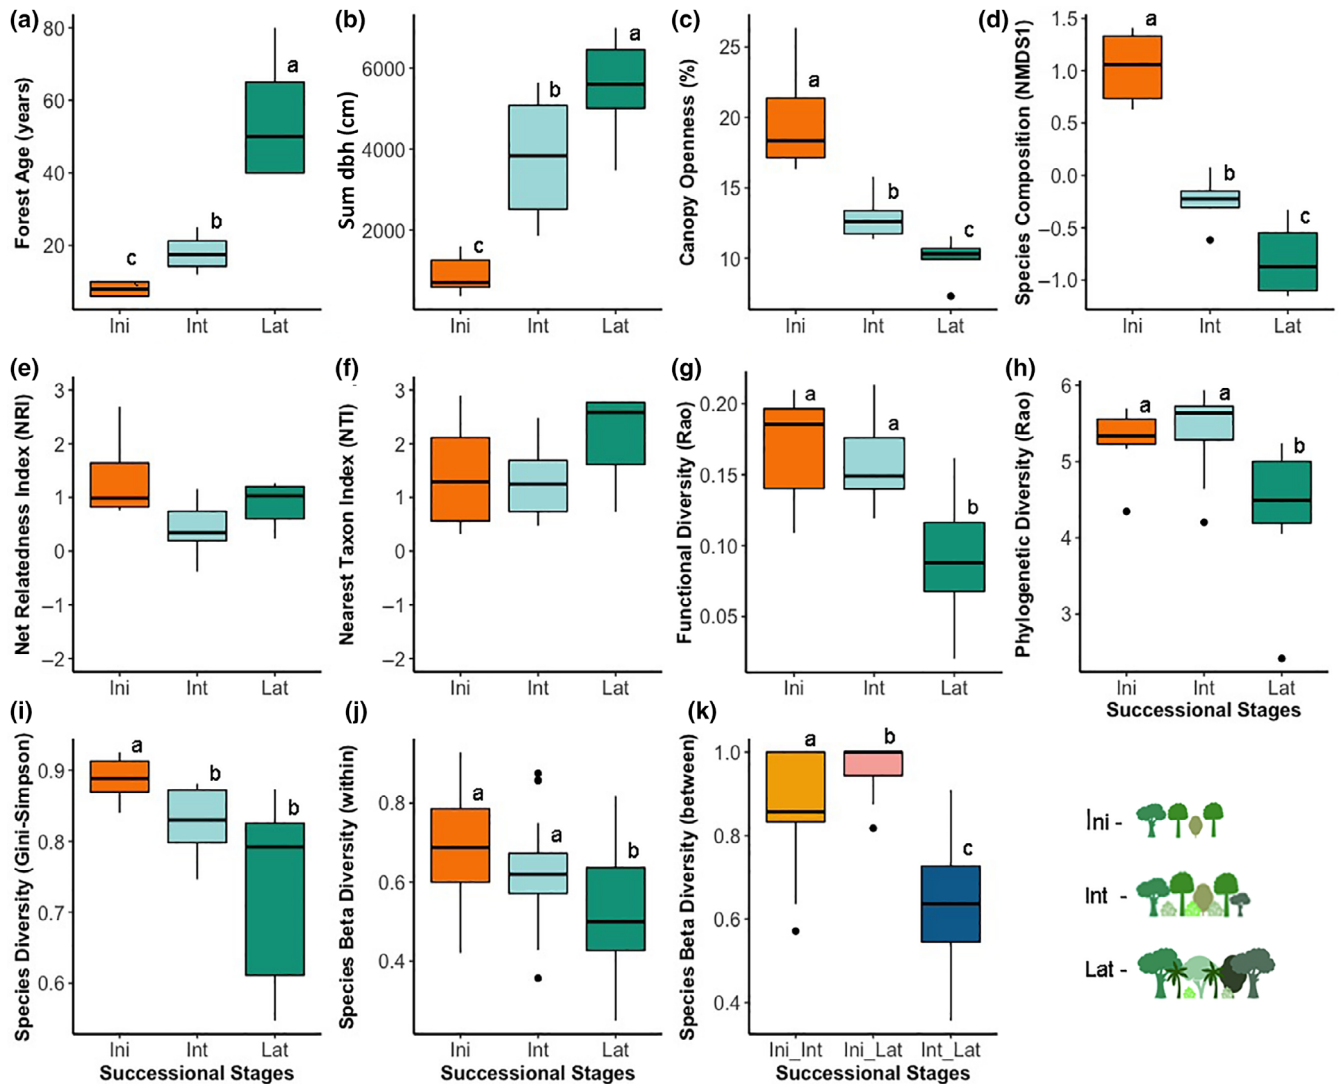 (a)
Forest Age (years)
80
60
40
20
c
b
a
Ini
Int
Lat
(b)
Sum dbh (cm)
6000
4000
2000
c
b
a
Ini
Int
Lat
(c)
Canopy Openness (%)
25
20
15
10
a
b
c
Ini
Int
Lat
(d)
Species Composition (NMDS1)
1.5
1.0
0.5
0.0
−0.5
−1.0
a
b
c
Ini
Int
Lat
(e)
Net Relatedness Index (NRI)
3
2
1
0
−1
−2
Ini
Int
Lat
(f)
Nearest Taxon Index (NTI)
3
2
1
0
−1
−2
Ini
Int
Lat
(g)
Functional Diversity (Rao)
0.20
0.15
0.10
0.05
a
a
b
Ini
Int
Lat
(h)
Phylogenetic Diversity (Rao)
6
5
4
3
a
a
b
Ini
Int
Lat
Successional Stages
(i)
Species Diversity (Gini-Simpson)
0.9
0.8
0.7
0.6
a
b
b
Ini
Int
Lat
Successional Stages
(j)
Species Beta Diversity (within)
0.8
0.6
0.4
a
a
b
Ini
Int
Lat
Successional Stages
(k)
Species Beta Diversity (between)
1.0
0.8
0.6
0.4
a
b
c
Ini_Int
Ini_Lat
Int_Lat
Successional Stages
Ini -
Int -
Lat -